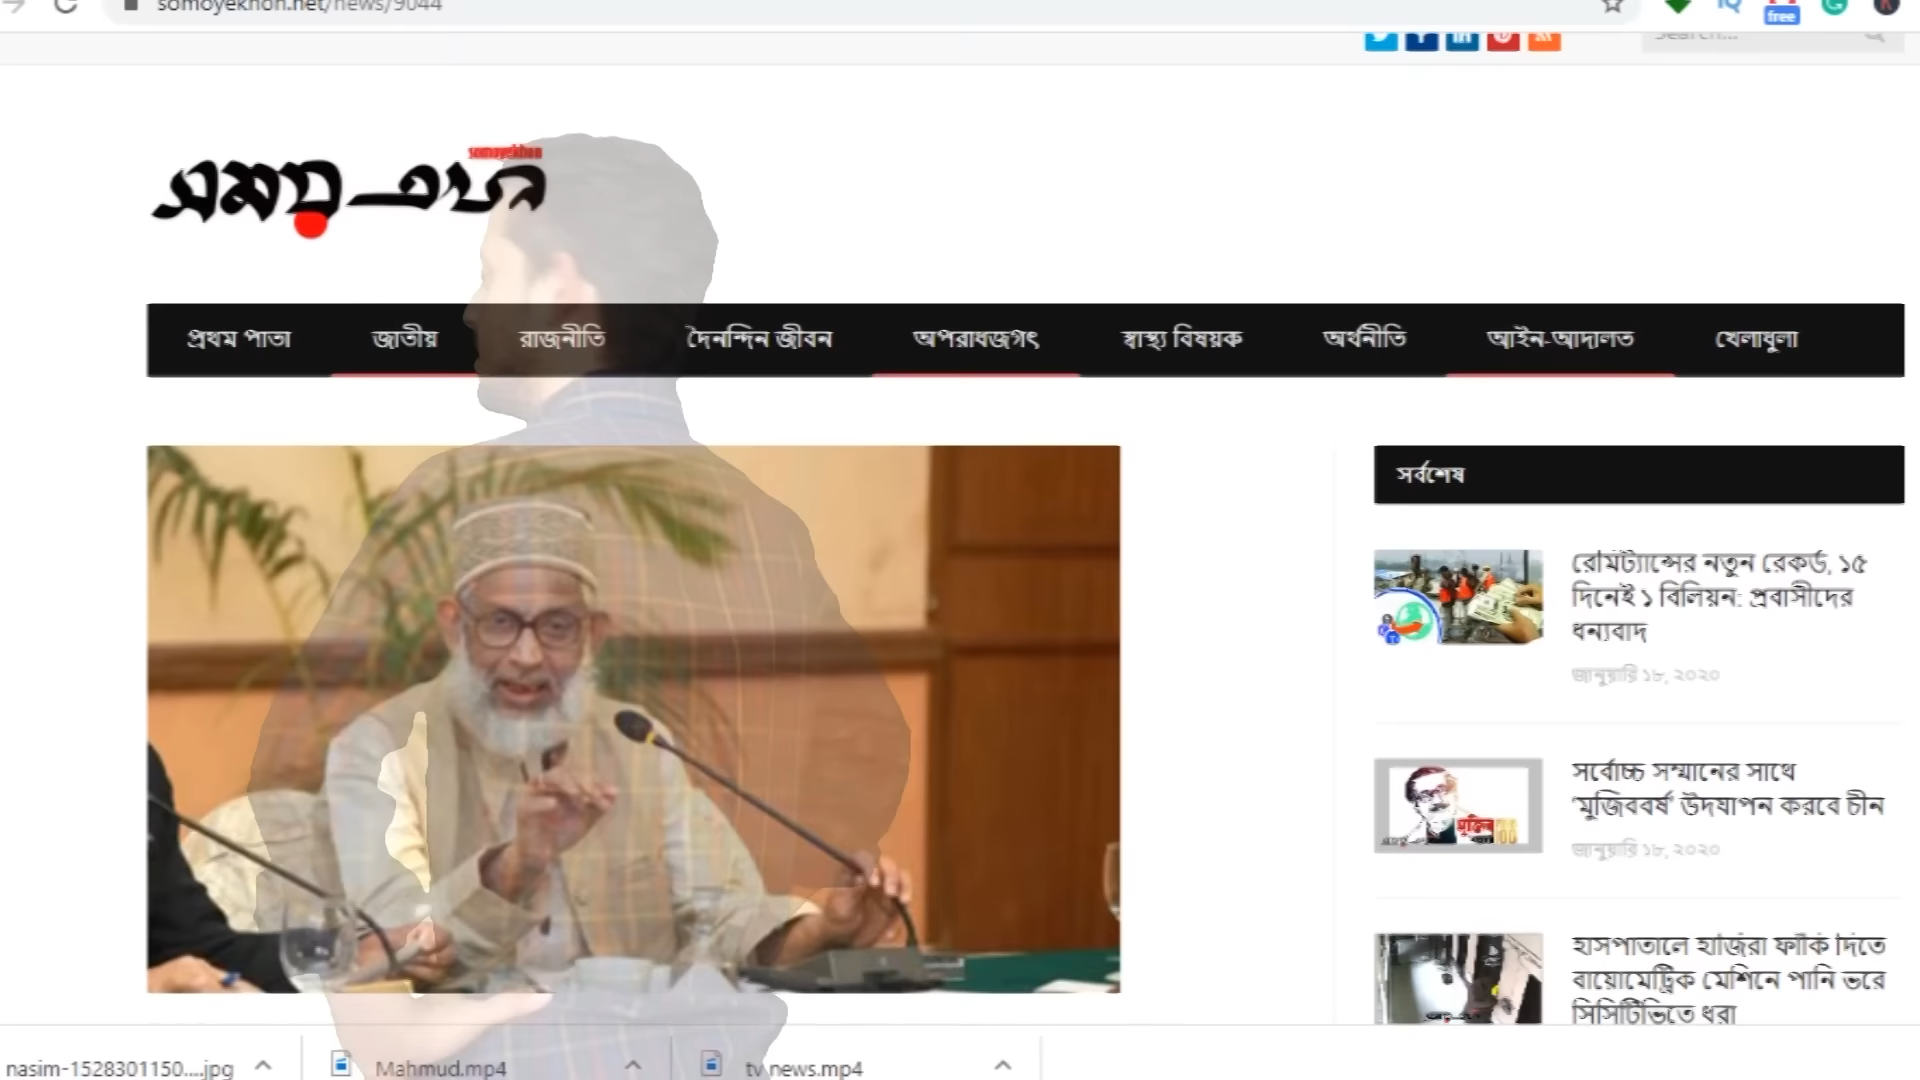 somoyekhon.net/news/9044
free
Search...
somoyekhon
সময় এখন
প্রথম পাতা
জাতীয়
রাজনীতি
দৈনন্দিন জীবন
অপরাধজগৎ
স্বাস্থ্য বিষয়ক
অর্থনীতি
আইন-আদালত
খেলাধুলা
সর্বশেষ
রেমিট্যান্সের নতুন রেকর্ড, ১৫
দিনেই ১ বিলিয়ন: প্রবাসীদের
ধন্যবাদ
জানুয়ারি ১৮, ২০২০
সর্বোচ্চ সম্মানের সাথে
'মুজিববর্ষ' উদযাপন করবে চীন
জানুয়ারি ১৮, ২০২০
হাসপাতালে হাজিরা ফাঁকি দিতে
বায়োমেট্রিক মেশিনে পানি ভরে
সিসিটিভিতে ধরা
nasim-1528301150....jpg
Mahmud.mp4
tv news.mp4